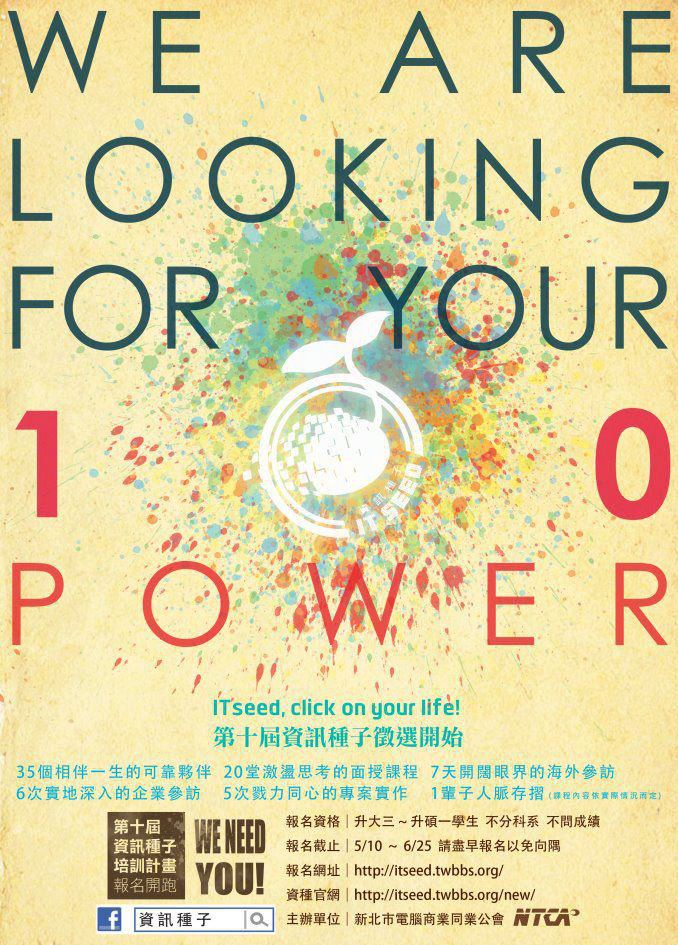 WE ARE
LOOKING
FOR YOUR
10
POWER
資訊種子
IT SEED
ITseed, click on your life!
第十屆資訊種子徵選開始
35個相伴一生的可靠夥伴 20堂激盪思考的面授課程 7天開闊眼界的海外參訪
6次實地深入的企業參訪 5次戮力同心的專案實作 1輩子人脈存摺 (課程內容依實際情況而定)
第十屆
資訊種子
培訓計畫
報名開跑
WE NEED
YOU!
報名資格｜升大三～升碩一學生 不分科系 不問成績
報名截止｜5/10 ～ 6/25 請盡早報名以免向隅
報名網址｜http://itseed.twbbs.org/
資種官網｜http://itseed.twbbs.org/new/
f 資訊種子
主辦單位｜新北市電腦商業同業公會 NTCA